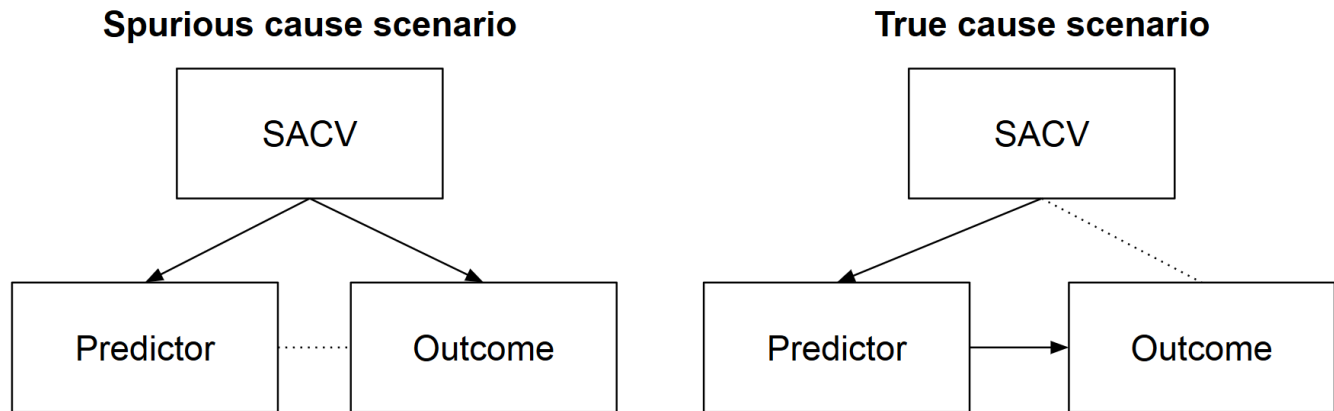 Spurious cause scenario
SACV
Predictor
Outcome
True cause scenario
SACV
Predictor
Outcome